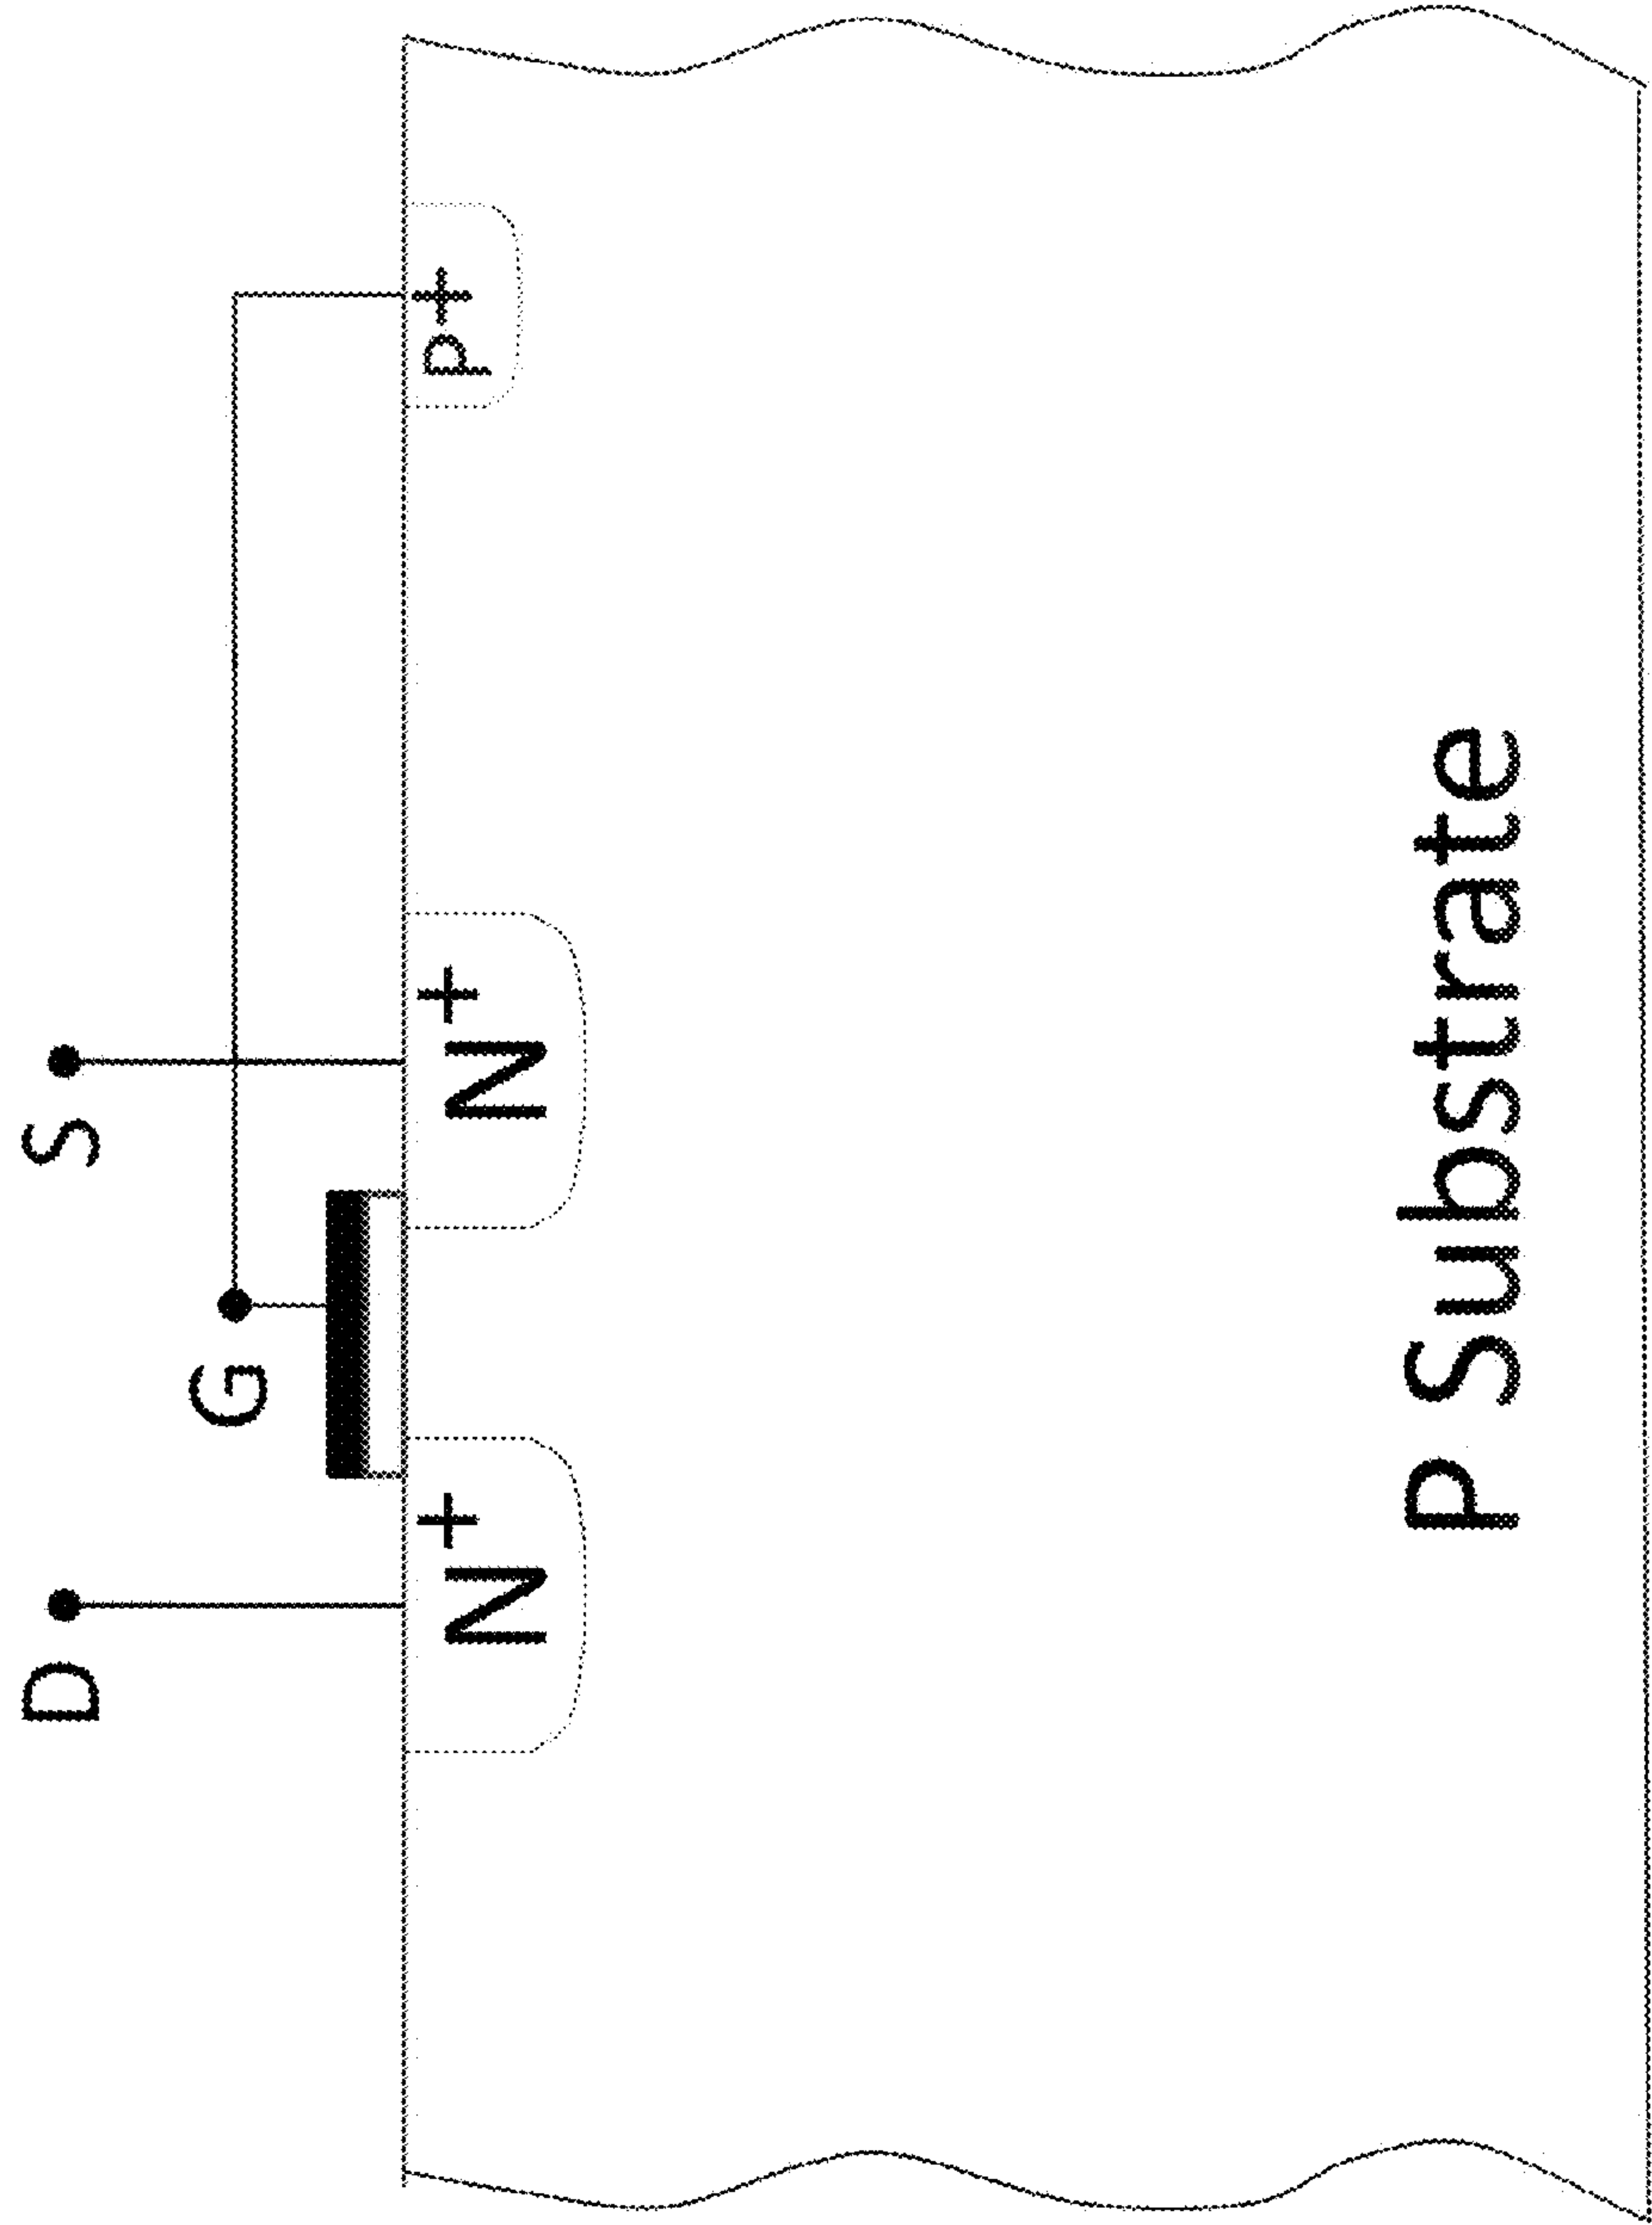 D
S
G
N+
N+
p+
P Substrate